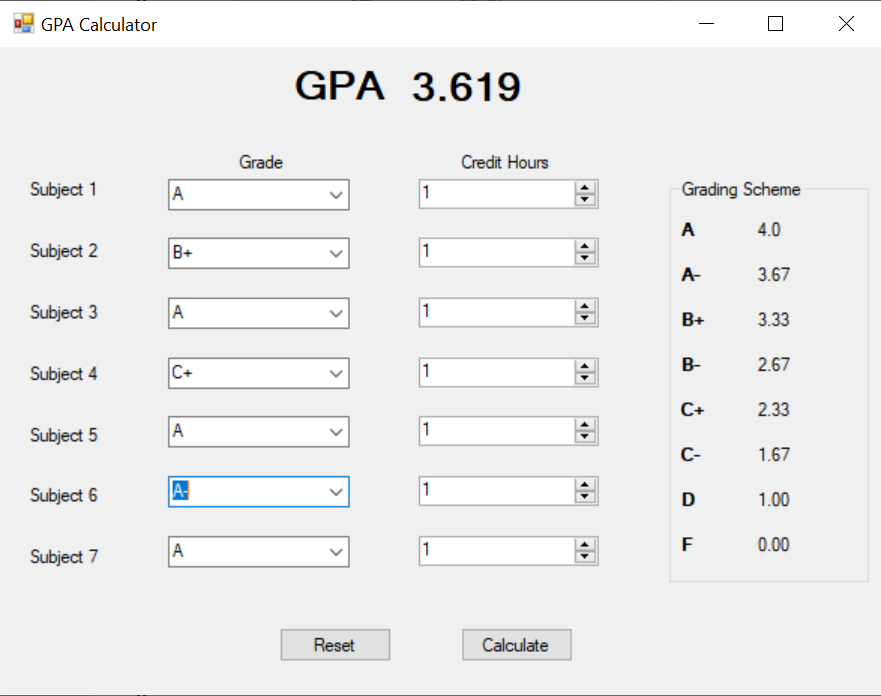 GPA Calculator
GPA 3.619
Grade Credit Hours
Subject 1 A 1
Subject 2 B+ 1
Subject 3 A 1
Subject 4 C+ 1
Subject 5 A 1
Subject 6 A- 1
Subject 7 A 1
Grading Scheme
A 4.0
A- 3.67
B+ 3.33
B- 2.67
C+ 2.33
C- 1.67
D 1.00
F 0.00
Reset Calculate